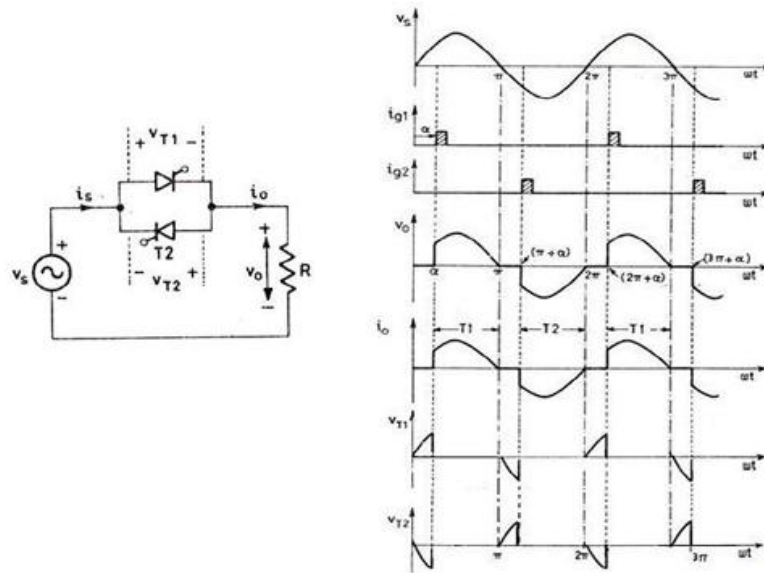 + VT1 -
is
io
T2
- VT2 +
+
vs
-
+
vo
-
R
vs
π
2π
3π
ωt
ig1
α
ωt
ig2
ωt
vo
α
π
(π+α)
2π
(2π+α)
(3π+α)
ωt
io
T1
T2
T1
ωt
vT1
ωt
vT2
π
2π
3π
ωt